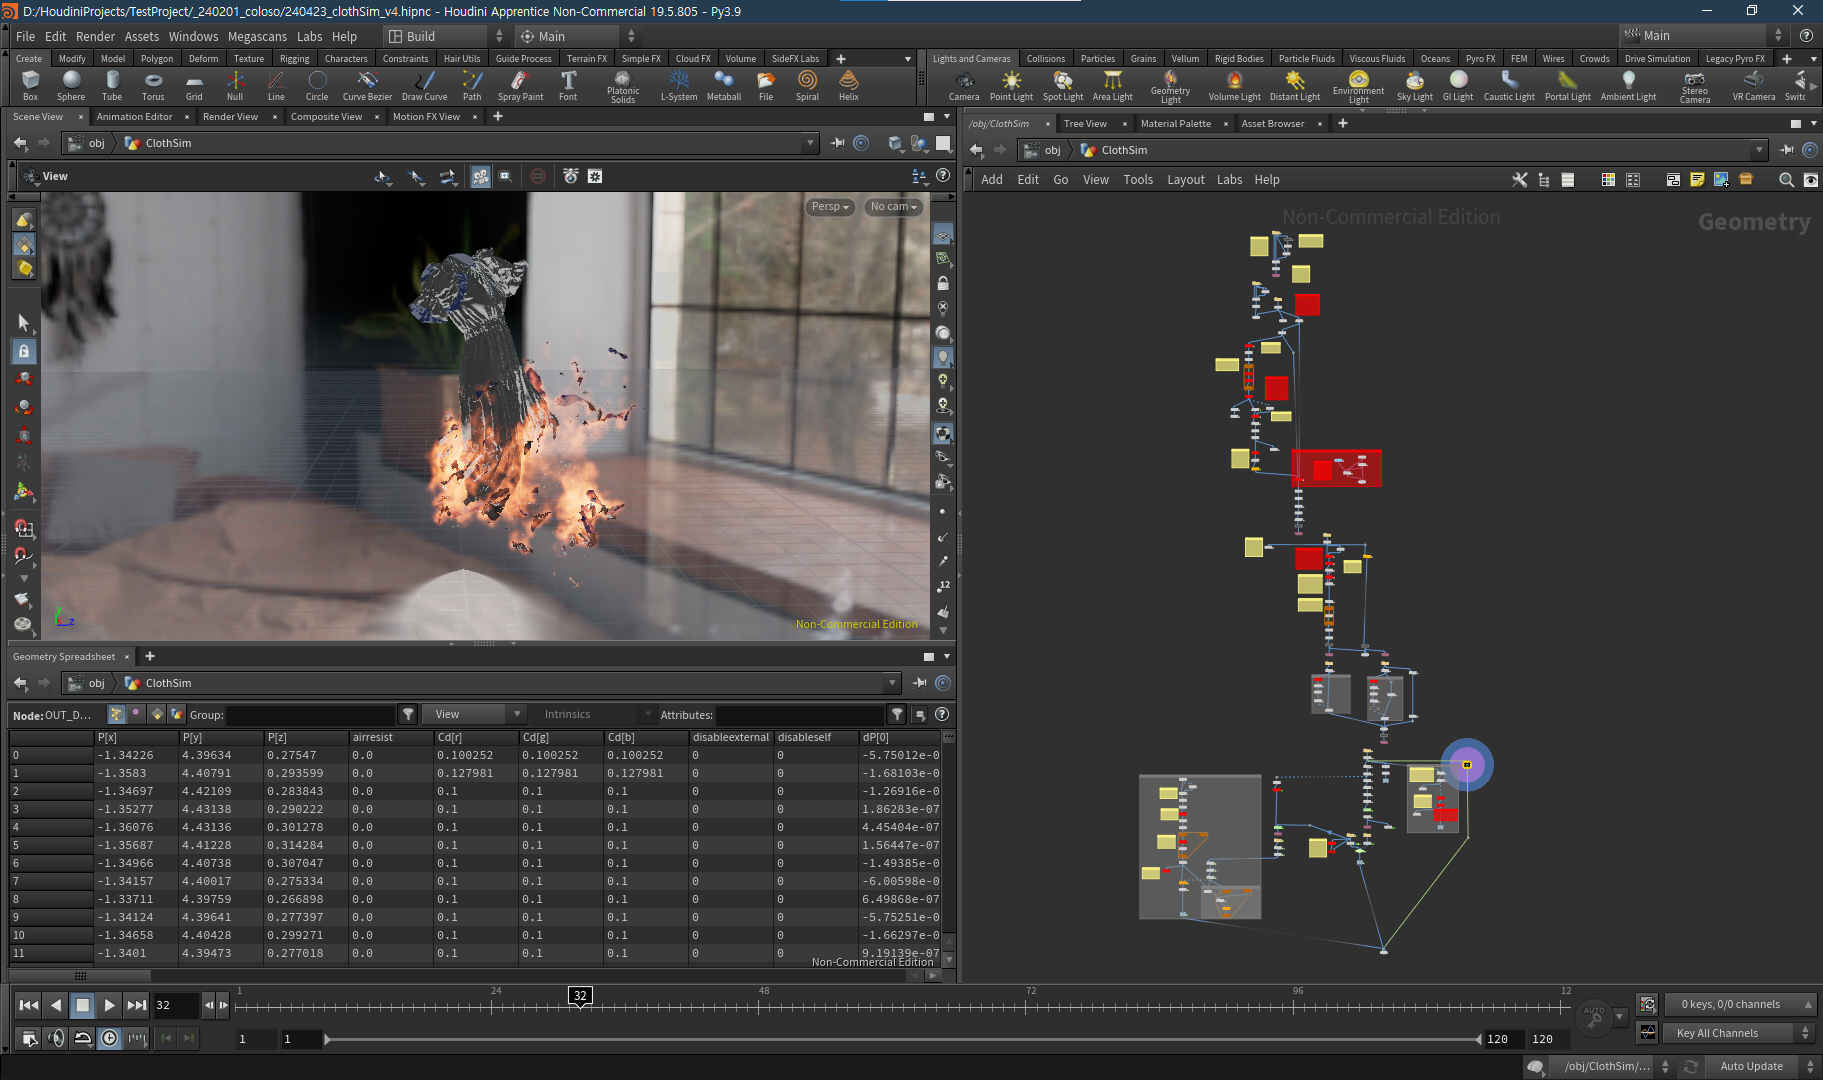 D:/HoudiniProjects/TestProject/_240201_coloso/240423_clothSim_v4.hipnc - Houdini Apprentice Non-Commercial 19.5.805 - Py3.9
File Edit Render Assets Windows Megascans Labs Help Build Main Main
Create Modify Model Polygon Deform Texture Rigging Characters Constraints Hair Utils Guide Process Terrain FX Simple FX Cloud FX Volume SideFX Labs
Box Sphere Tube Torus Grid Null Line Circle Curve Bezier Draw Curve Path Spray Paint Font Platonic Solids L-System Metaball File Spiral Helix
Lights and Cameras Collisions Particles Grains Vellum Rigid Bodies Particle Fluids Viscous Fluids Oceans Pyro FX FEM Wires Crowds Drive Simulation Legacy Pyro FX
Camera Point Light Spot Light Area Light Geometry Light Volume Light Distant Light Environment Light Sky Light GI Light Caustic Light Portal Light Ambient Light Stereo Camera VR Camera Switc
Scene View Animation Editor Render View Composite View Motion FX View
obj ClothSim
View
Persp No cam
Non-Commercial Edition
12
y z
Geometry Spreadsheet
obj ClothSim
Node: OUT_D... Group: View Intrinsics Attributes:
P[x] P[y] P[z] airresist Cd[r] Cd[g] Cd[b] disableexternal disableself dP[0]
0 -1.34226 4.39634 0.27547 0.0 0.100252 0.100252 0.100252 0 0 -5.75012e-0
1 -1.3583 4.40791 0.293599 0.0 0.127981 0.127981 0.127981 0 0 -1.68103e-0
2 -1.34697 4.42109 0.283843 0.0 0.1 0.1 0.1 0 0 -1.26916e-0
3 -1.35277 4.43138 0.290222 0.0 0.1 0.1 0.1 0 0 1.86283e-07
4 -1.36076 4.43136 0.301278 0.0 0.1 0.1 0.1 0 0 4.45404e-07
5 -1.35687 4.41228 0.314284 0.0 0.1 0.1 0.1 0 0 1.56447e-07
6 -1.34966 4.40738 0.307047 0.0 0.1 0.1 0.1 0 0 -1.49385e-0
7 -1.34157 4.40017 0.275334 0.0 0.1 0.1 0.1 0 0 -6.00598e-0
8 -1.33711 4.39759 0.266898 0.0 0.1 0.1 0.1 0 0 6.49868e-07
9 -1.34124 4.39641 0.277397 0.0 0.1 0.1 0.1 0 0 -5.75251e-0
10 -1.34658 4.40428 0.299271 0.0 0.1 0.1 0.1 0 0 -1.66297e-0
11 -1.3401 4.39473 0.277018 0.0 0.1 0.1 0.1 0 0 9.19139e-07
Non-Commercial Edition
/obj/ClothSim Tree View Material Palette Asset Browser
obj ClothSim
Add Edit Go View Tools Layout Labs Help
Non-Commercial Edition
Geometry
32 1 24 32 48 72 96 12
AUTO
0 keys, 0/0 channels
1 1 120 120
Key All Channels
/obj/ClothSim/... Auto Update